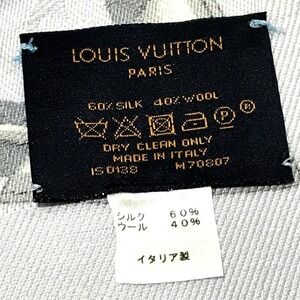 LOUIS VUITTON
PARIS
60% SILK 40% WOOL
P
DRY CLEAN ONLY
MADE IN ITALY
IS0188 M70807
シルク 60%
ウール 40%
イタリア製